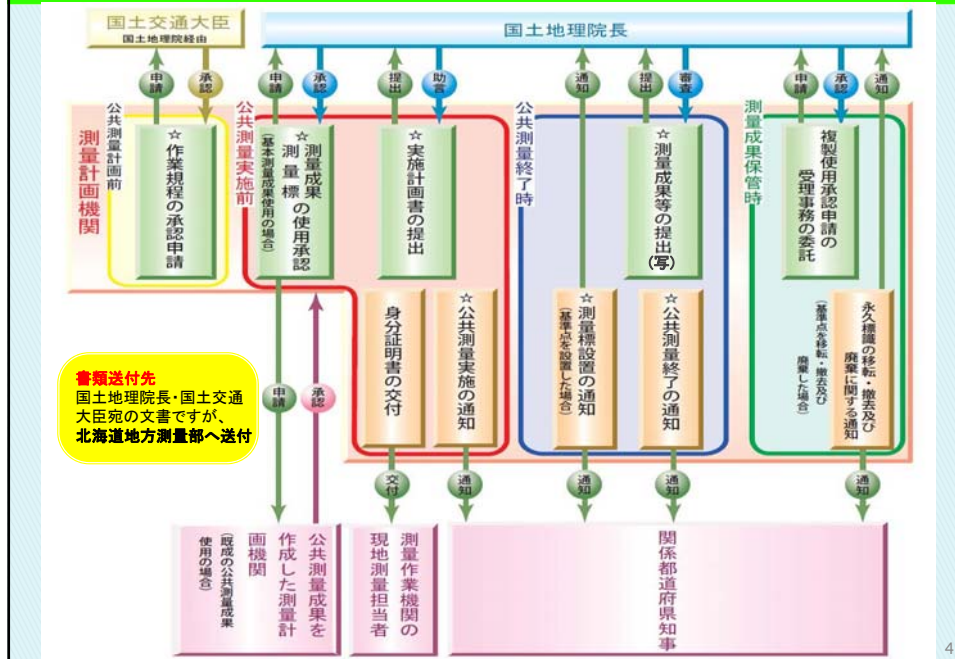 国土交通大臣
国土地理院経由
国土地理院長
申請
承認
申請
承認
提出
助言
通知
提出
審査
申請
承認
通知
測量計画機関
公共測量計画前
☆作業規程の承認申請
公共測量実施前
☆測量成果
測量標
の使用承認
(基本測量成果使用の場合)
☆実施計画書の提出
身分証明書の交付
☆公共測量実施の通知
公共測量終了時
☆測量標設置の通知
(基準点を設置した場合)
☆測量成果等の提出
(写)
☆公共測量終了の通知
測量成果保管時
複製使用承認申請の
受理事務の委託
永久標識の移転・撤去及び
廃棄に関する通知
(基準点を移転・撤去及び
廃棄した場合)
書類送付先
国土地理院長・国土交通
大臣宛の文書ですが、
北海道地方測量部へ送付
申請
承認
交付
通知
通知
通知
通知
公共測量成果を
作成した測量計
画機関
(既成の公共測量成果
使用の場合)
測量作業機関の
現地測量担当者
関係都道府県知事
4